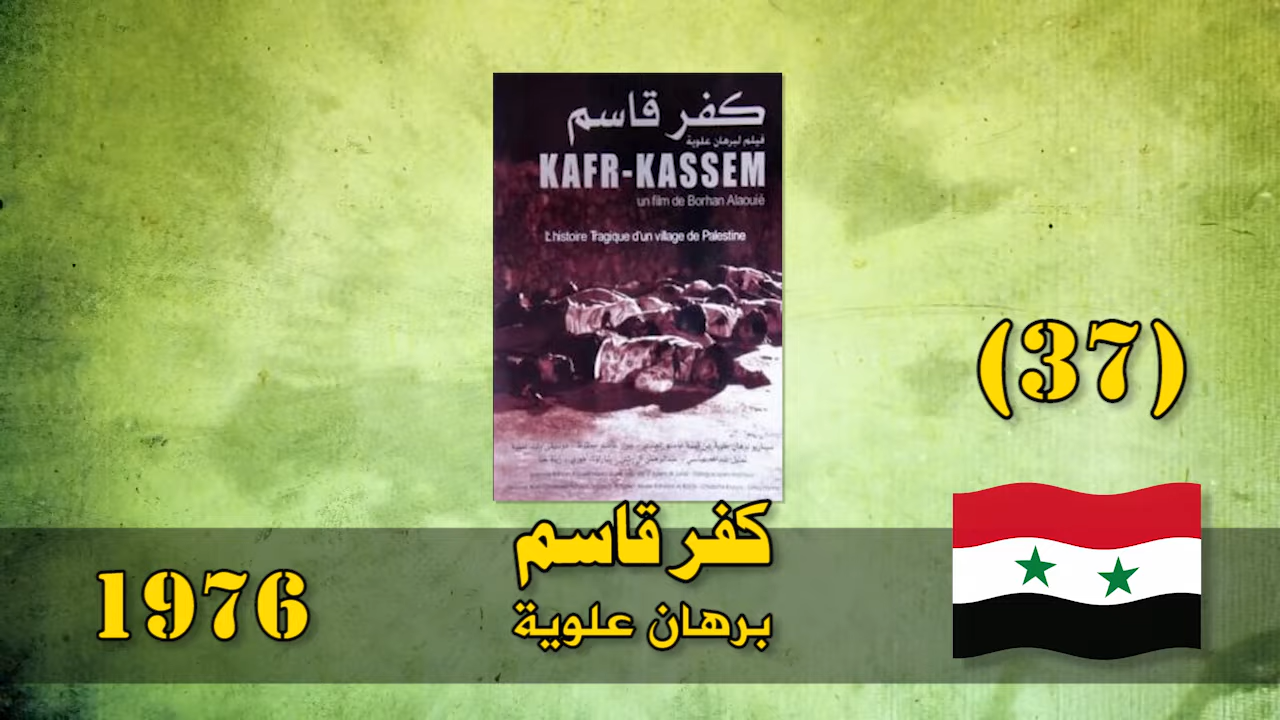 كفر قاسم
فيلم لبرهان علوية
KAFR-KASSEM
un film de Borhan Alaouié
L'histoire Tragique d'un village de Palestine
(37)
كفر قاسم
برهان علوية
1976